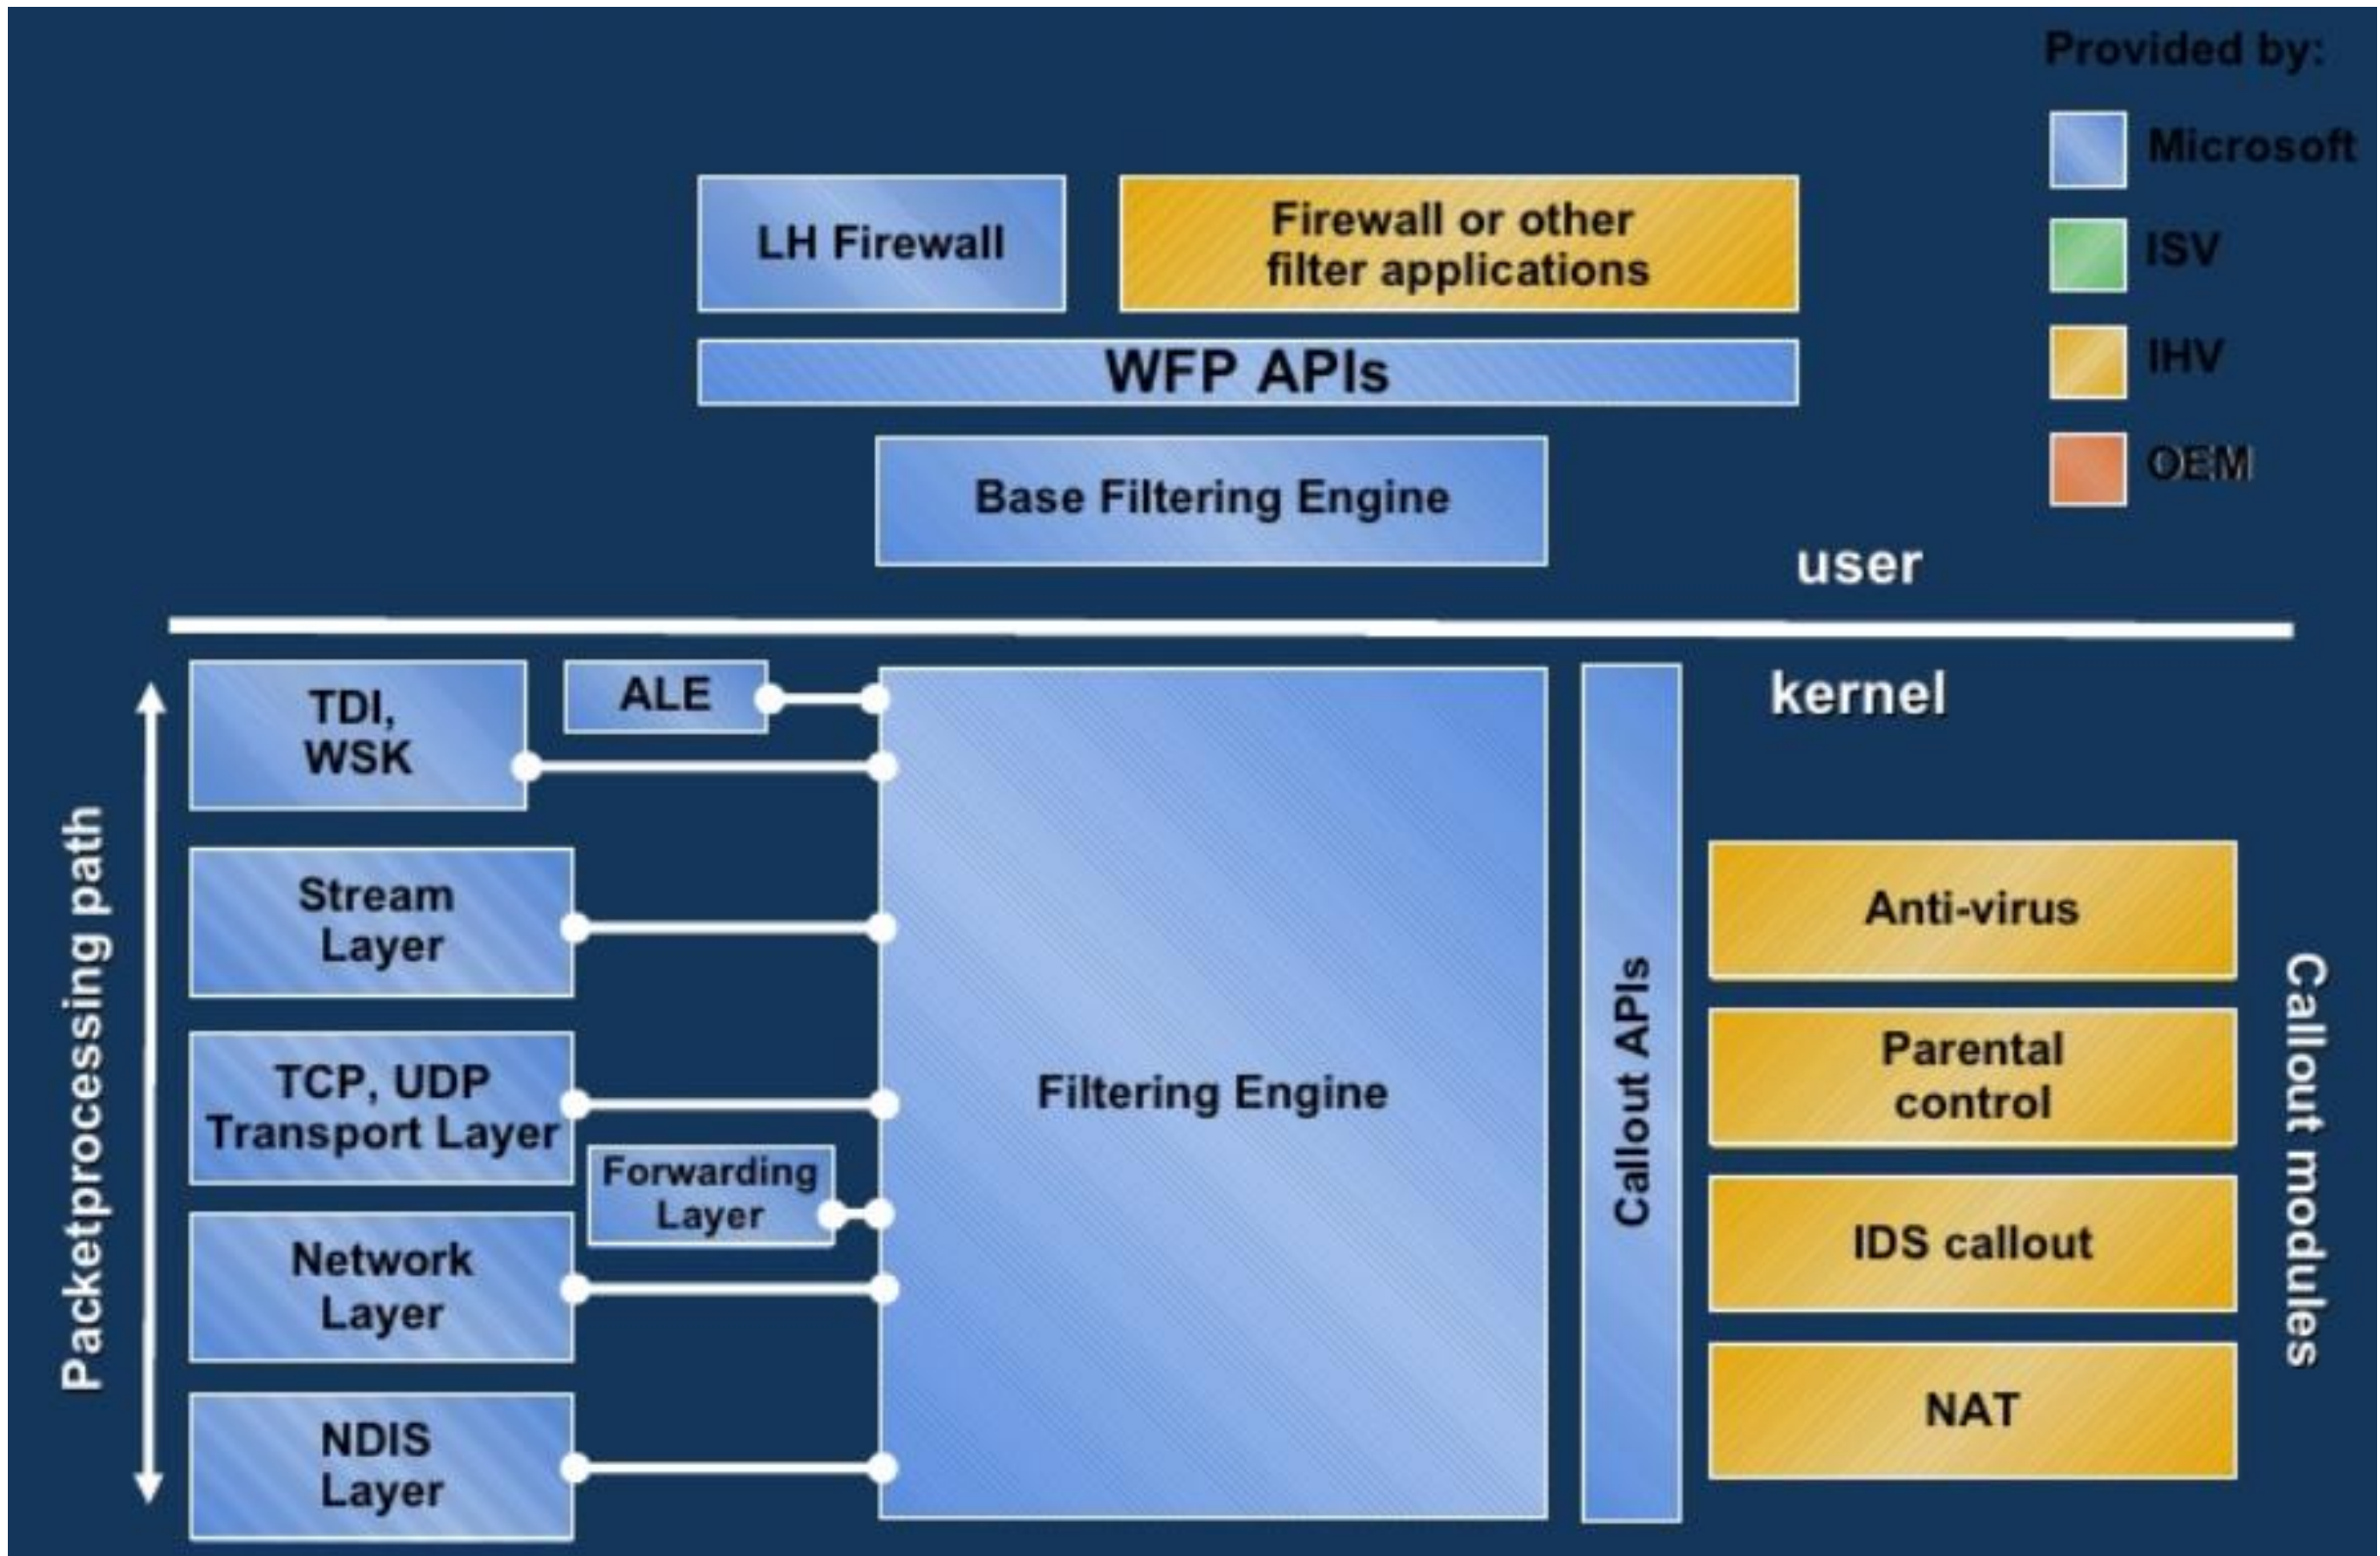 Provided by:
Microsoft
ISV
IHV
OEM
LH Firewall
Firewall or other
filter applications
WFP APIs
Base Filtering Engine
user
kernel
Packetprocessing path
TDI,
WSK
ALE
Stream
Layer
TCP, UDP
Transport Layer
Forwarding
Layer
Network
Layer
NDIS
Layer
Filtering Engine
Callout APIs
Anti-virus
Parental
control
IDS callout
NAT
Callout modules